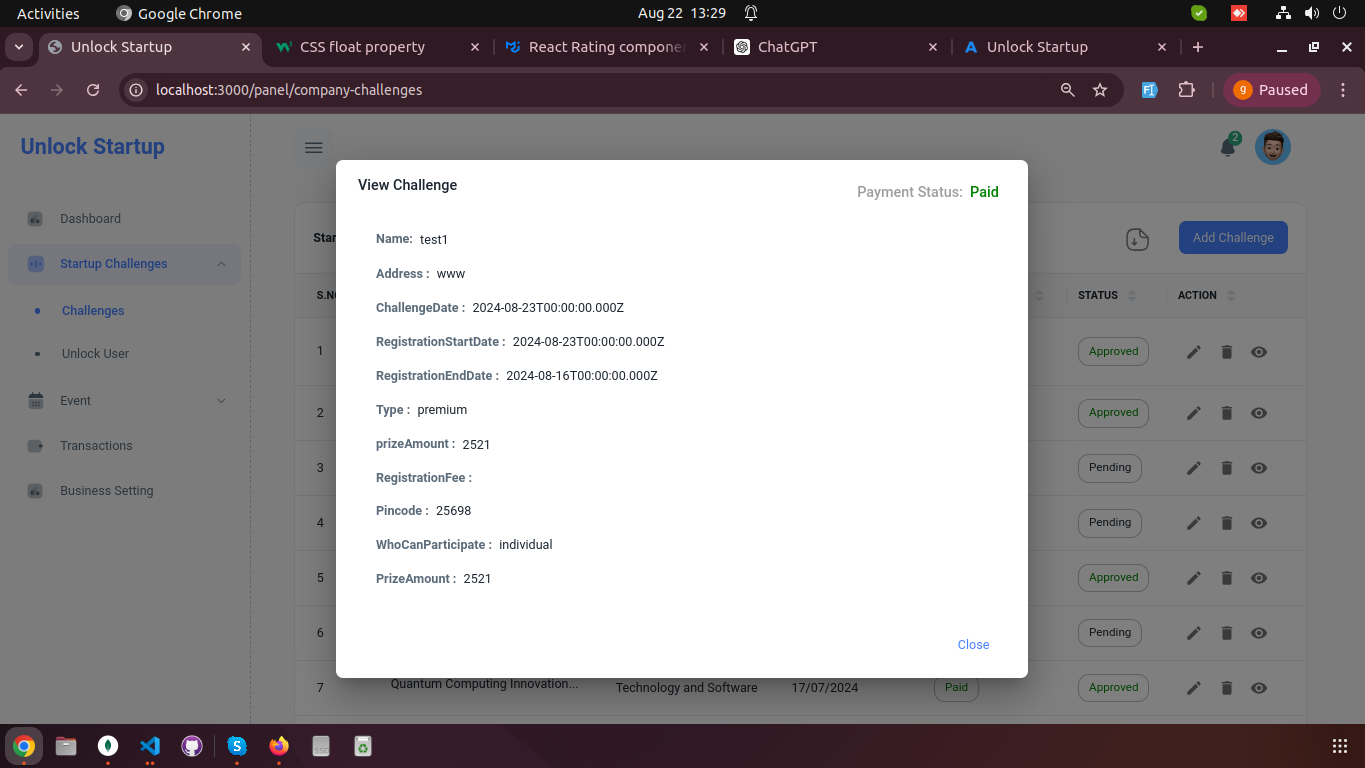 Activities Google Chrome Aug 22 13:29
Unlock Startup CSS float property React Rating compone ChatGPT Unlock Startup
localhost:3000/panel/company-challenges g Paused
Unlock Startup 2
View Challenge
Payment Status: Paid
Dashboard
Name: test1
Star Add Challenge
Startup Challenges
Address : www
S.NO STATUS ACTION
ChallengeDate : 2024-08-23T00:00:00.000Z
Challenges
RegistrationStartDate : 2024-08-23T00:00:00.000Z
1 Approved
Unlock User
RegistrationEndDate : 2024-08-16T00:00:00.000Z
Event
Type : premium
2 Approved
Transactions
prizeAmount : 2521
3 Pending
RegistrationFee :
Business Setting
Pincode : 25698
4 Pending
WhoCanParticipate : individual
PrizeAmount : 2521
5 Approved
6 Pending
Close
7 Quantum Computing Innovation... Technology and Software 17/07/2024 Paid Approved
SSD